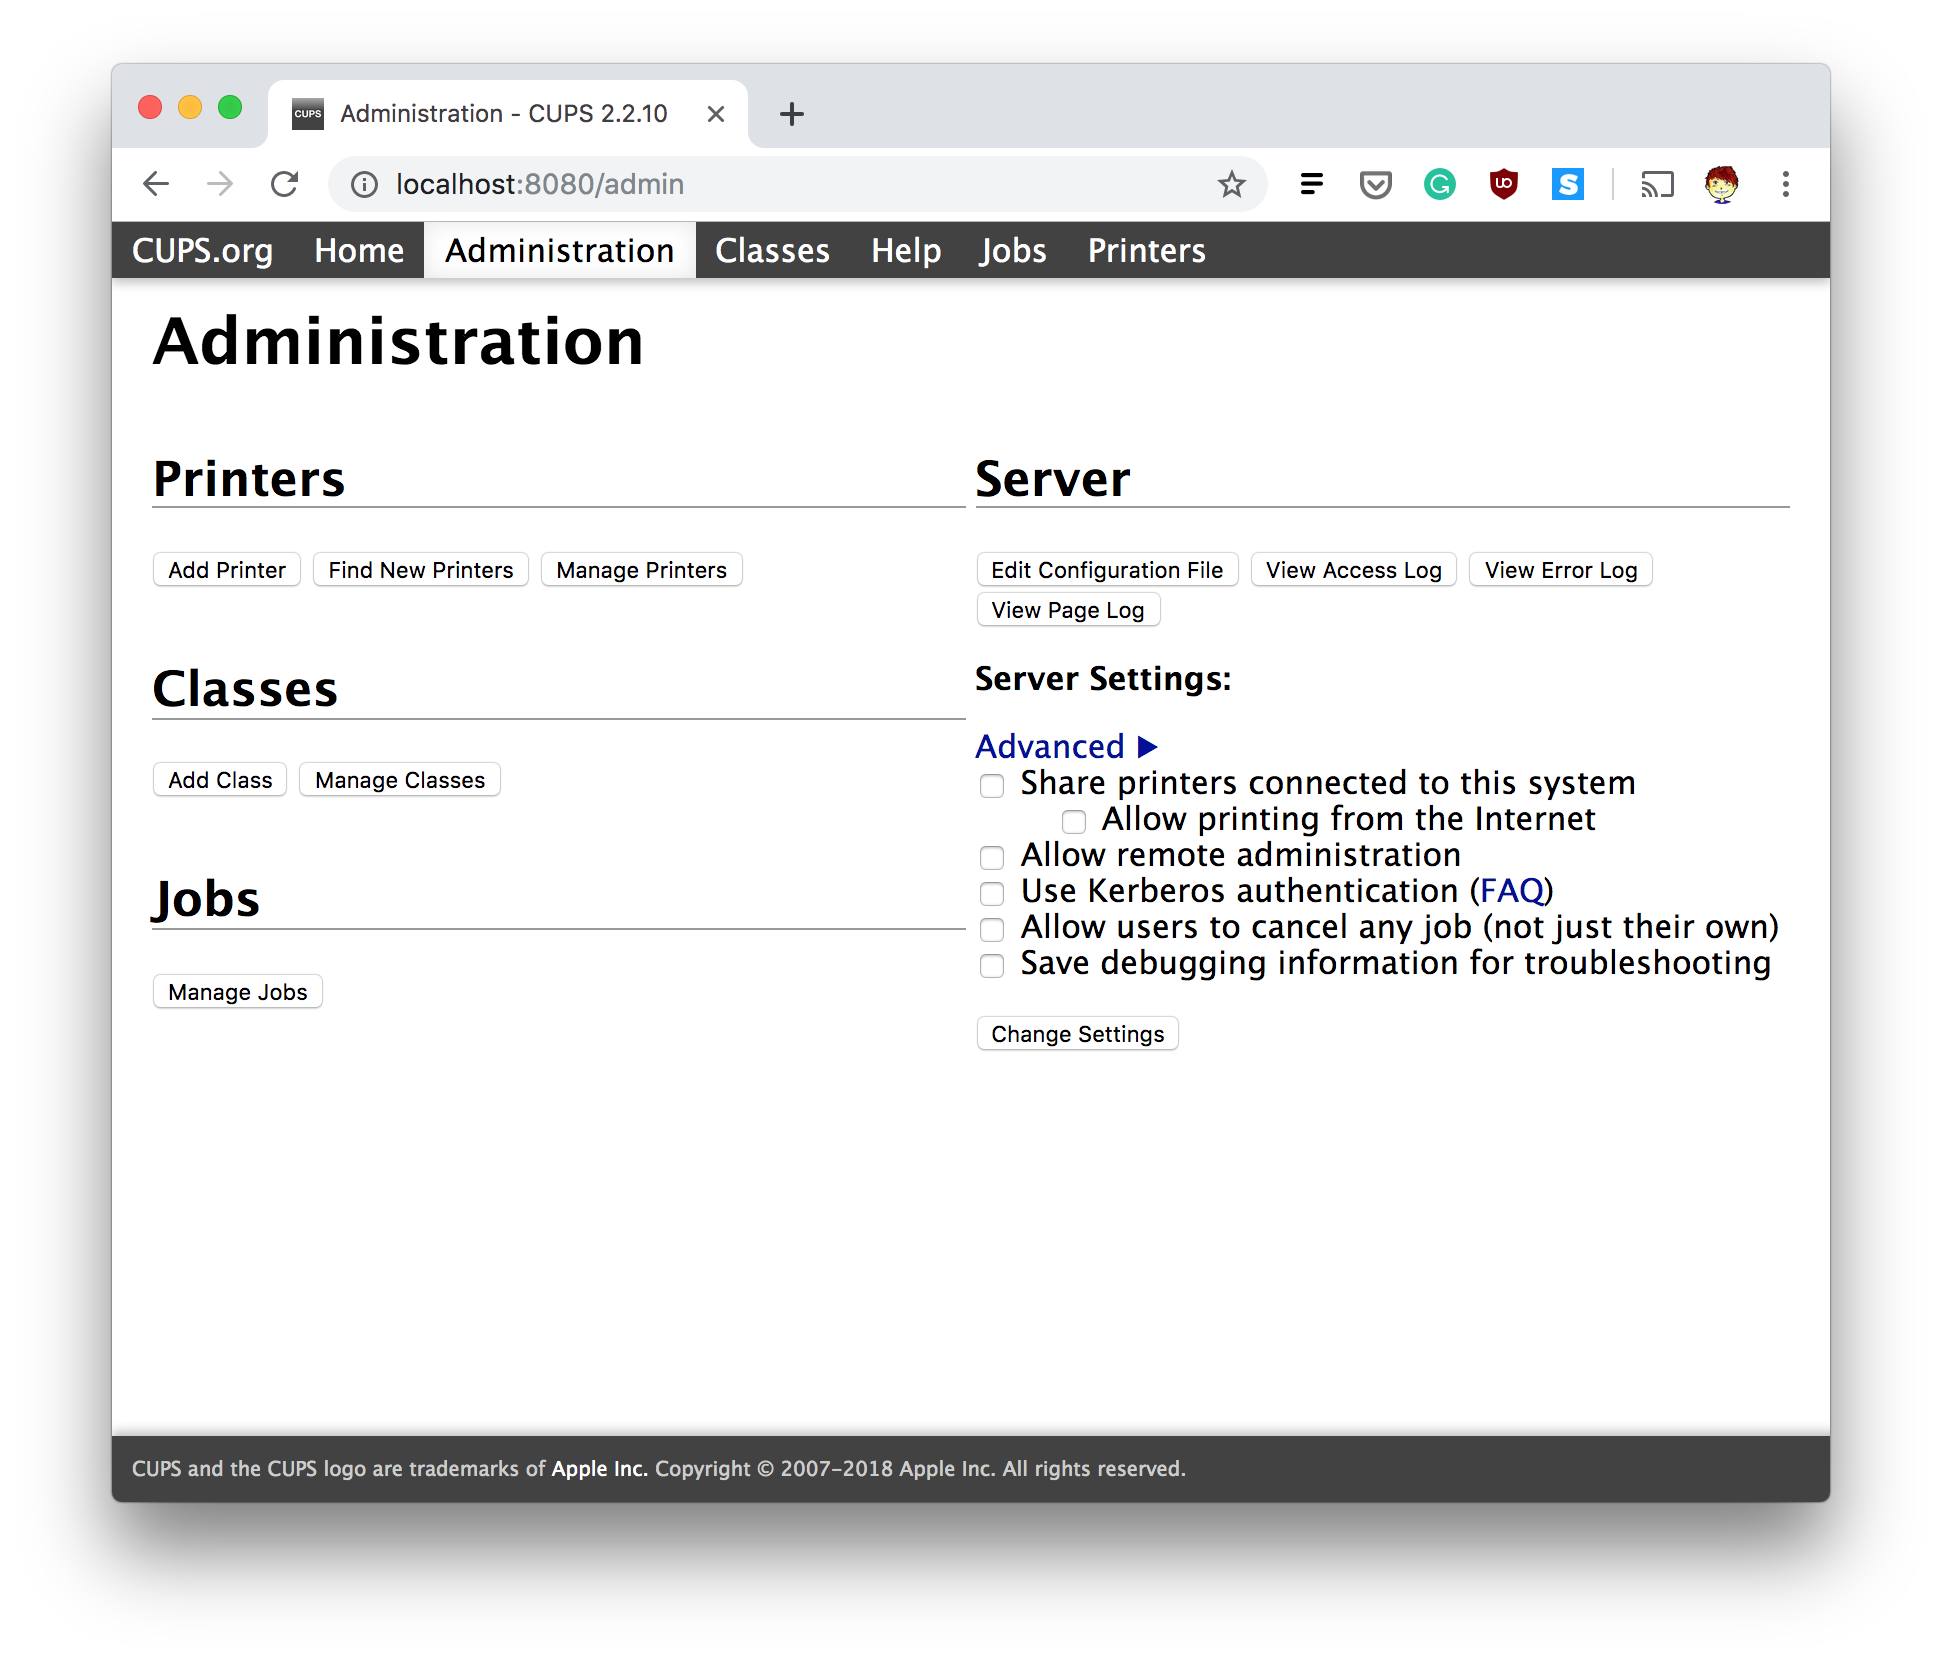 CUPS Administration - CUPS 2.2.10
localhost:8080/admin
CUPS.org Home Administration Classes Help Jobs Printers
Administration
Printers
Add Printer Find New Printers Manage Printers
Classes
Add Class Manage Classes
Jobs
Manage Jobs
Server
Edit Configuration File View Access Log View Error Log
View Page Log
Server Settings:
Advanced ▶
Share printers connected to this system
Allow printing from the Internet
Allow remote administration
Use Kerberos authentication (FAQ)
Allow users to cancel any job (not just their own)
Save debugging information for troubleshooting
Change Settings
CUPS and the CUPS logo are trademarks of Apple Inc. Copyright © 2007-2018 Apple Inc. All rights reserved.